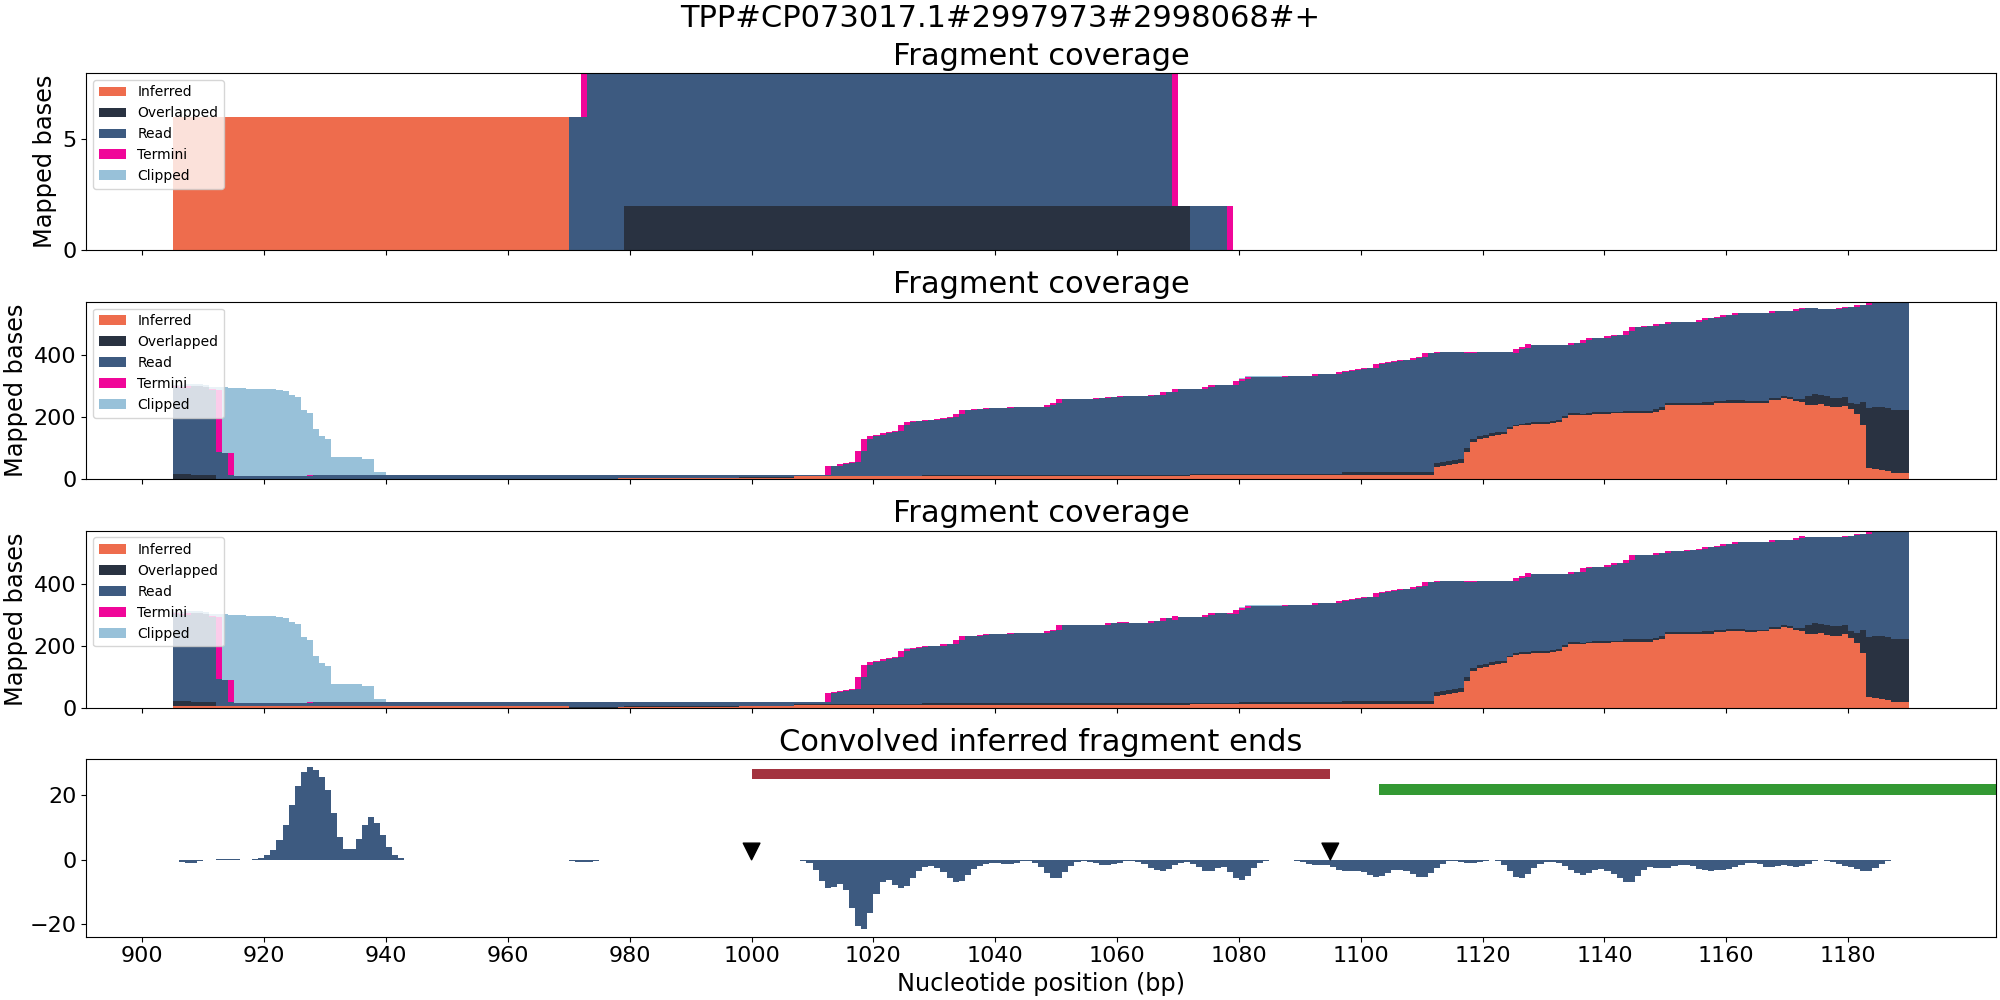 TPP#CP073017.1#2997973#2998068#+
Fragment coverage
Mapped bases
5
0
Inferred
Overlapped
Read
Termini
Clipped
Fragment coverage
Mapped bases
400
200
0
Inferred
Overlapped
Read
Termini
Clipped
Fragment coverage
Mapped bases
400
200
0
Inferred
Overlapped
Read
Termini
Clipped
Convolved inferred fragment ends
20
0
−20
900 920 940 960 980 1000 1020 1040 1060 1080 1100 1120 1140 1160 1180
Nucleotide position (bp)